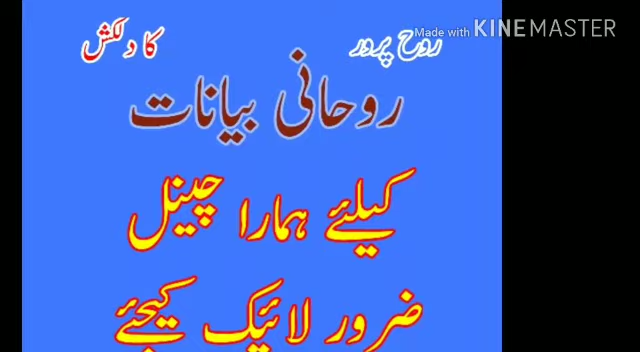 Made with KINEMASTER
روح پرور کا دلکش
روحانی بیانات
کیلئے ہمارا چینل
ضرور لائیک کیجئے